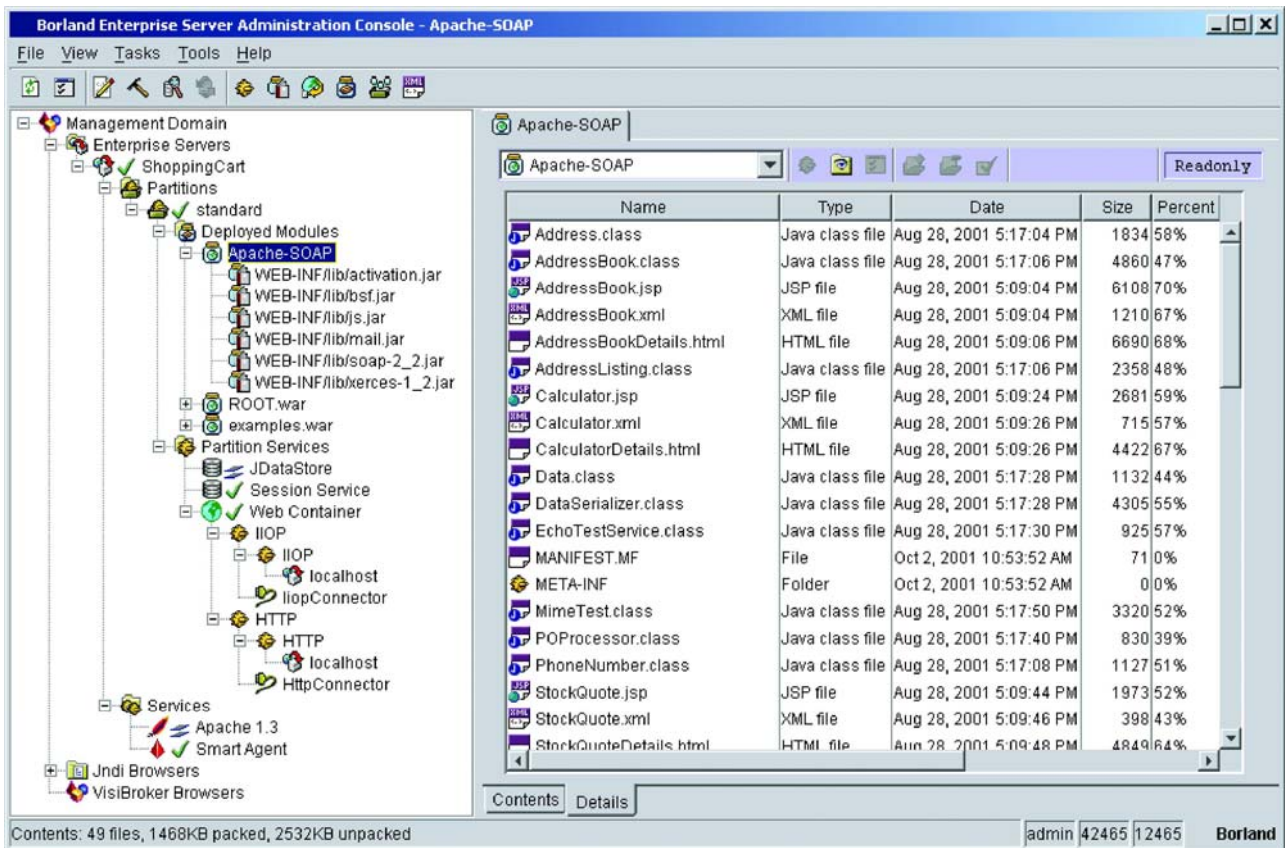 Borland Enterprise Server Administration Console - Apache-SOAP
File View Tasks Tools Help
Management Domain
Enterprise Servers
ShoppingCart
Partitions
standard
Deployed Modules
Apache-SOAP
WEB-INF/lib/activation.jar
WEB-INF/lib/bsf.jar
WEB-INF/lib/js.jar
WEB-INF/lib/mail.jar
WEB-INF/lib/soap-2_2.jar
WEB-INF/lib/xerces-1_2.jar
ROOT.war
examples.war
Partition Services
JDataStore
Session Service
Web Container
IIOP
IIOP
localhost
IiopConnector
HTTP
HTTP
localhost
HttpConnector
Services
Apache 1.3
Smart Agent
Jndi Browsers
VisiBroker Browsers
Apache-SOAP
Apache-SOAP Readonly
Name Type Date Size Percent
Address.class Java class file Aug 28, 2001 5:17:04 PM 1834 58%
AddressBook.class Java class file Aug 28, 2001 5:17:06 PM 4860 47%
AddressBook.jsp JSP file Aug 28, 2001 5:09:04 PM 6108 70%
AddressBook.xml XML file Aug 28, 2001 5:09:04 PM 1210 67%
AddressBookDetails.html HTML file Aug 28, 2001 5:09:06 PM 6690 68%
AddressListing.class Java class file Aug 28, 2001 5:17:06 PM 2358 48%
Calculator.jsp JSP file Aug 28, 2001 5:09:24 PM 2681 59%
Calculator.xml XML file Aug 28, 2001 5:09:26 PM 715 57%
CalculatorDetails.html HTML file Aug 28, 2001 5:09:26 PM 4422 67%
Data.class Java class file Aug 28, 2001 5:17:28 PM 1132 44%
DataSerializer.class Java class file Aug 28, 2001 5:17:28 PM 4305 55%
EchoTestService.class Java class file Aug 28, 2001 5:17:30 PM 925 57%
MANIFEST.MF File Oct 2, 2001 10:53:52 AM 71 0%
META-INF Folder Oct 2, 2001 10:53:52 AM 0 0%
MimeTest.class Java class file Aug 28, 2001 5:17:50 PM 3320 52%
POProcessor.class Java class file Aug 28, 2001 5:17:40 PM 830 39%
PhoneNumber.class Java class file Aug 28, 2001 5:17:08 PM 1127 51%
StockQuote.jsp JSP file Aug 28, 2001 5:09:44 PM 1973 52%
StockQuote.xml XML file Aug 28, 2001 5:09:46 PM 398 43%
StockQuoteDetails.html HTML file Aug 28, 2001 5:09:48 PM 4849 64%
Contents Details
Contents: 49 files, 1468KB packed, 2532KB unpacked admin 42465 12465 Borland